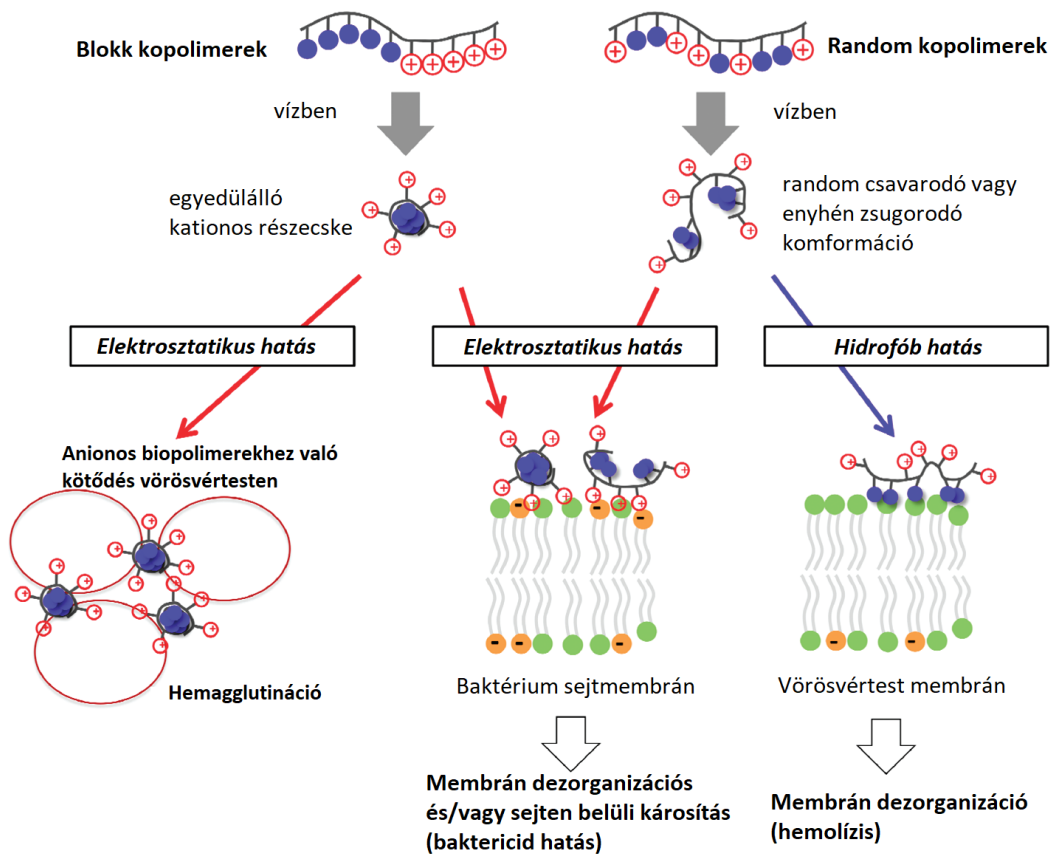 Blokk kopolimerek
Random kopolimerek
vízben
vízben
egyedülálló
kationos részecske
random csavarodó vagy
enyhén zsugorodó
komformáció
Elektrosztatikus hatás
Elektrosztatikus hatás
Hidrofób hatás
Anionos biopolimerekhez való
kötődés vörösvértesten
Hemagglutináció
Baktérium sejtmembrán
Vörösvértest membrán
Membrán dezorganizációs
és/vagy sejten belüli károsítás
(baktericid hatás)
Membrán dezorganizáció
(hemolízis)